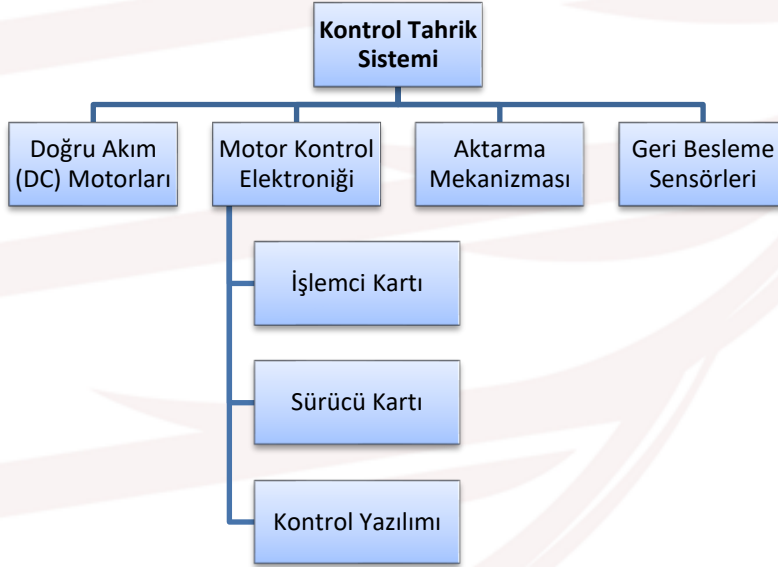 Kontrol Tahrik
Sistemi
Doğru Akım
(DC) Motorları
Motor Kontrol
Elektroniği
Aktarma
Mekanizması
Geri Besleme
Sensörleri
İşlemci Kartı
Sürücü Kartı
Kontrol Yazılımı